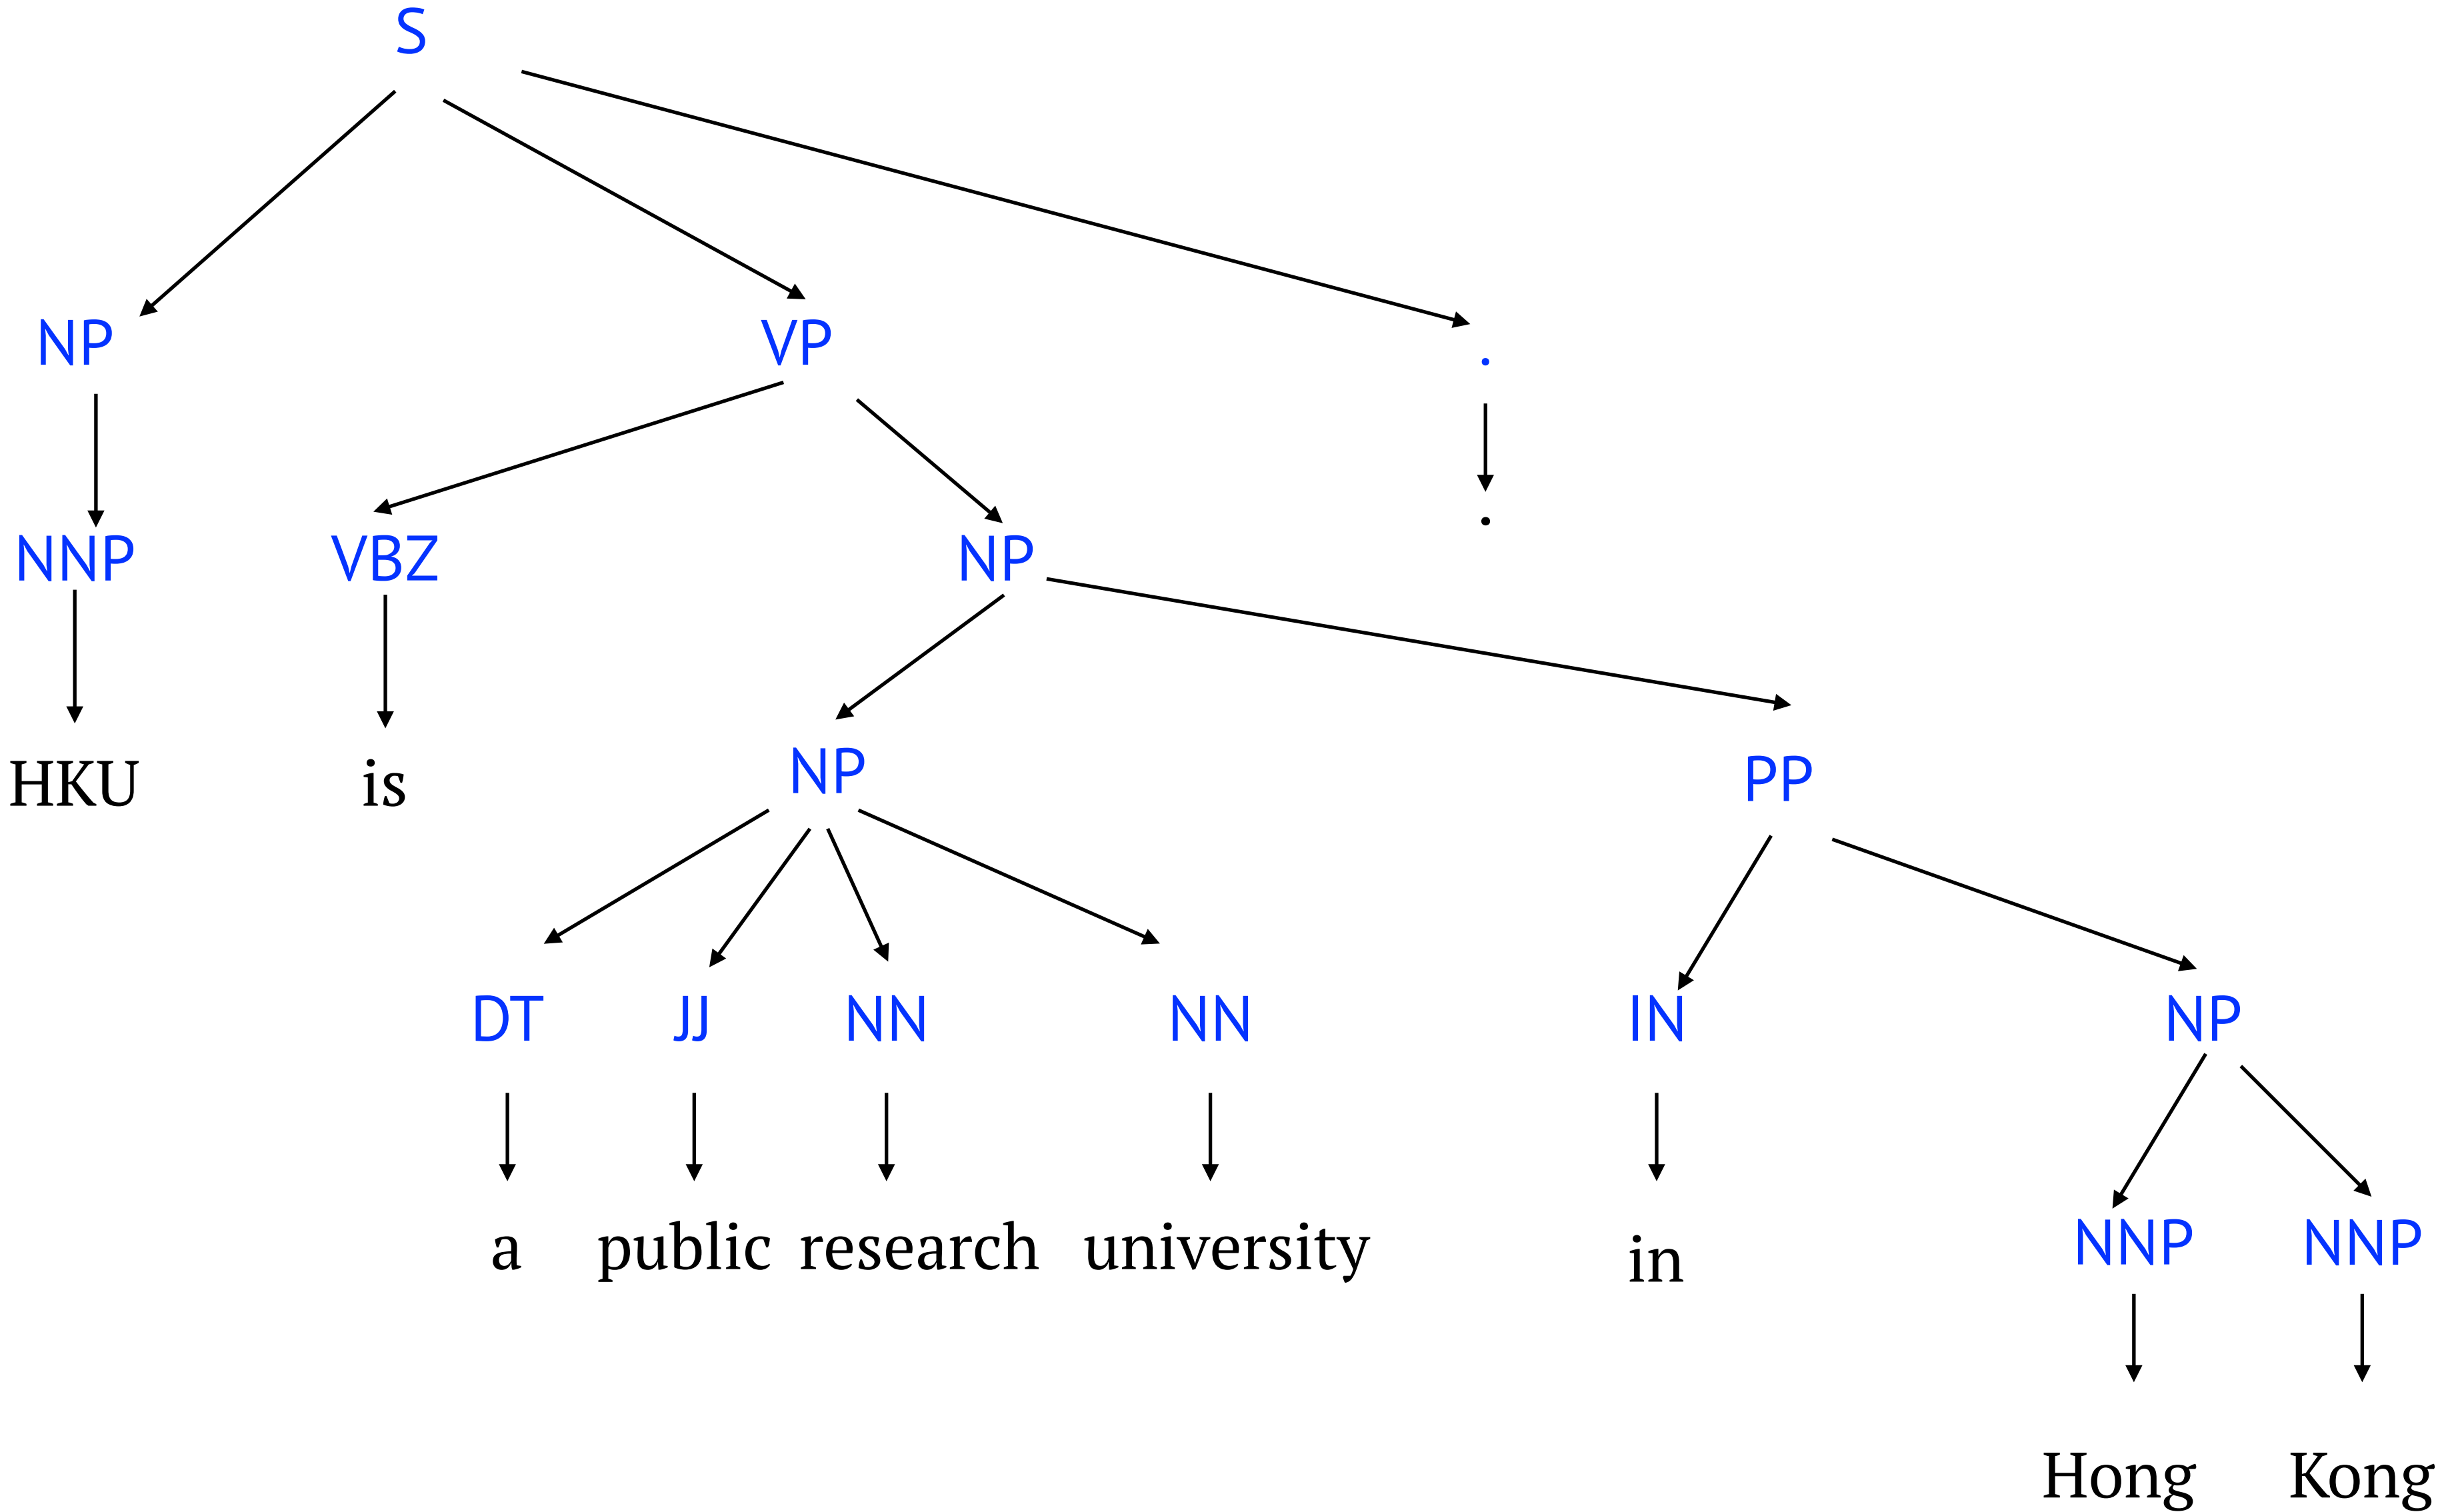 S
NP VP .
NNP VBZ NP .
HKU is NP PP
DT JJ NN NN IN NP
a public research university in NNP NNP
Hong Kong